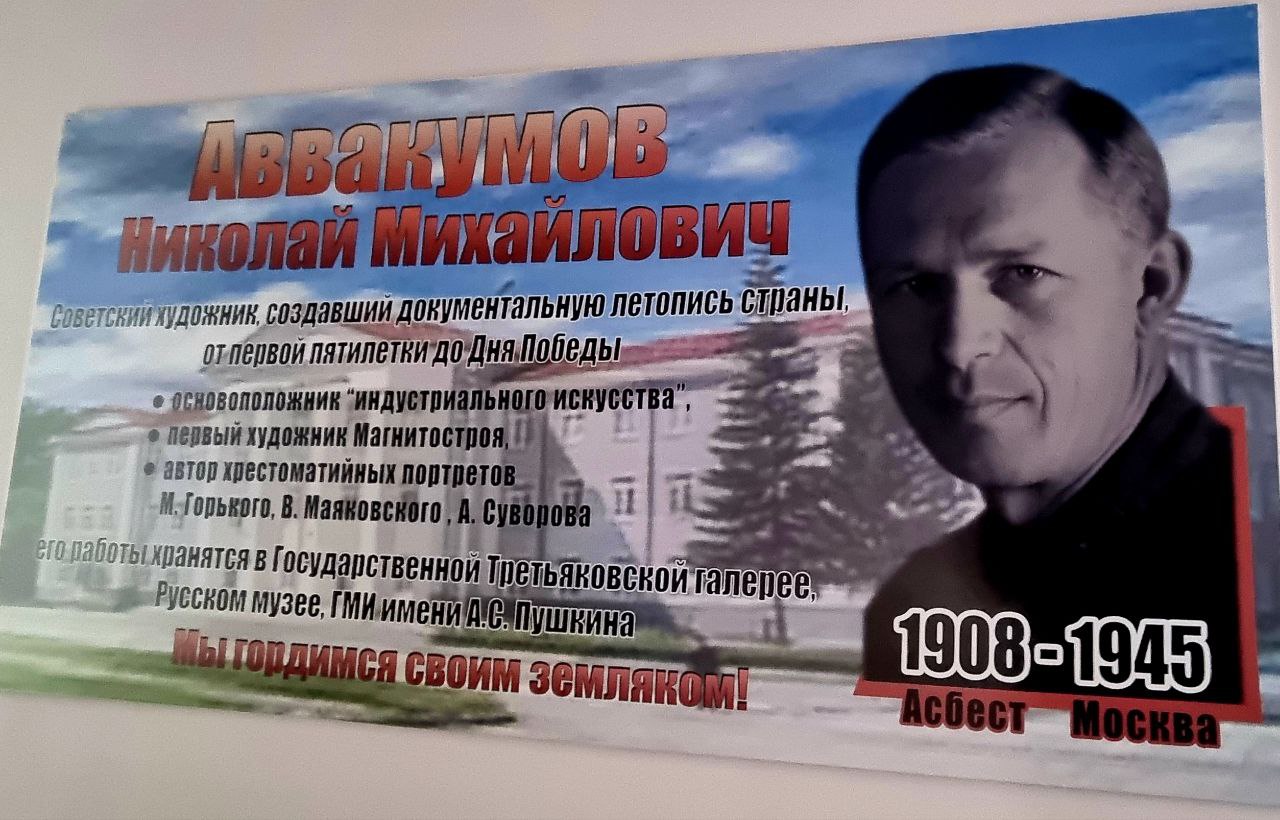 Аввакумов
Николай Михайлович
Советский художник, создавший документальную летопись страны,
от первой пятилетки до Дня Победы
• основоположник "индустриального искусства",
• первый художник Магнитостроя,
• автор хрестоматийных портретов
М. Горького, В. Маяковского , А. Суворова
его работы хранятся в Государственной Третьяковской галерее,
Русском музее, ГМИ имени А.С. Пушкина
Мы гордимся своим земляком!
1908-1945
Асбест Москва